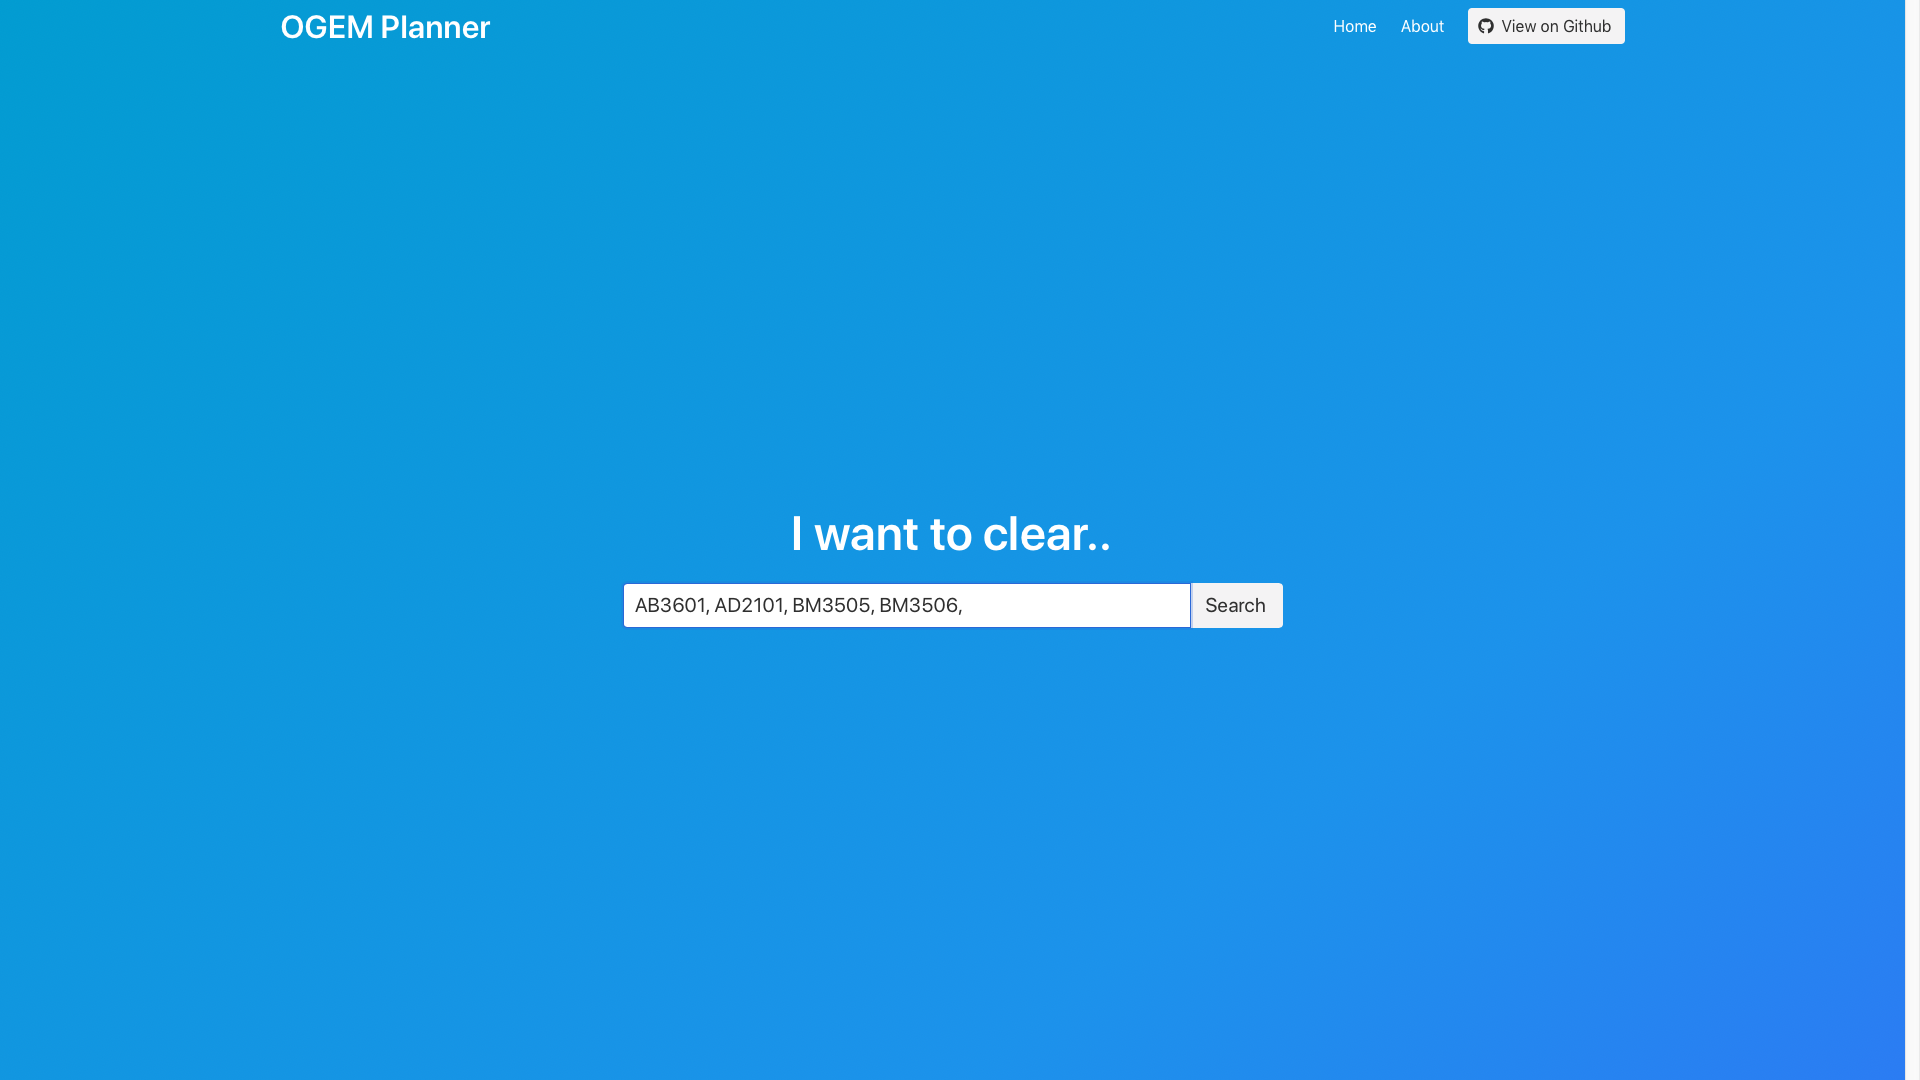 OGEM Planner
Home About View on Github
I want to clear..
AB3601, AD2101, BM3505, BM3506, Search